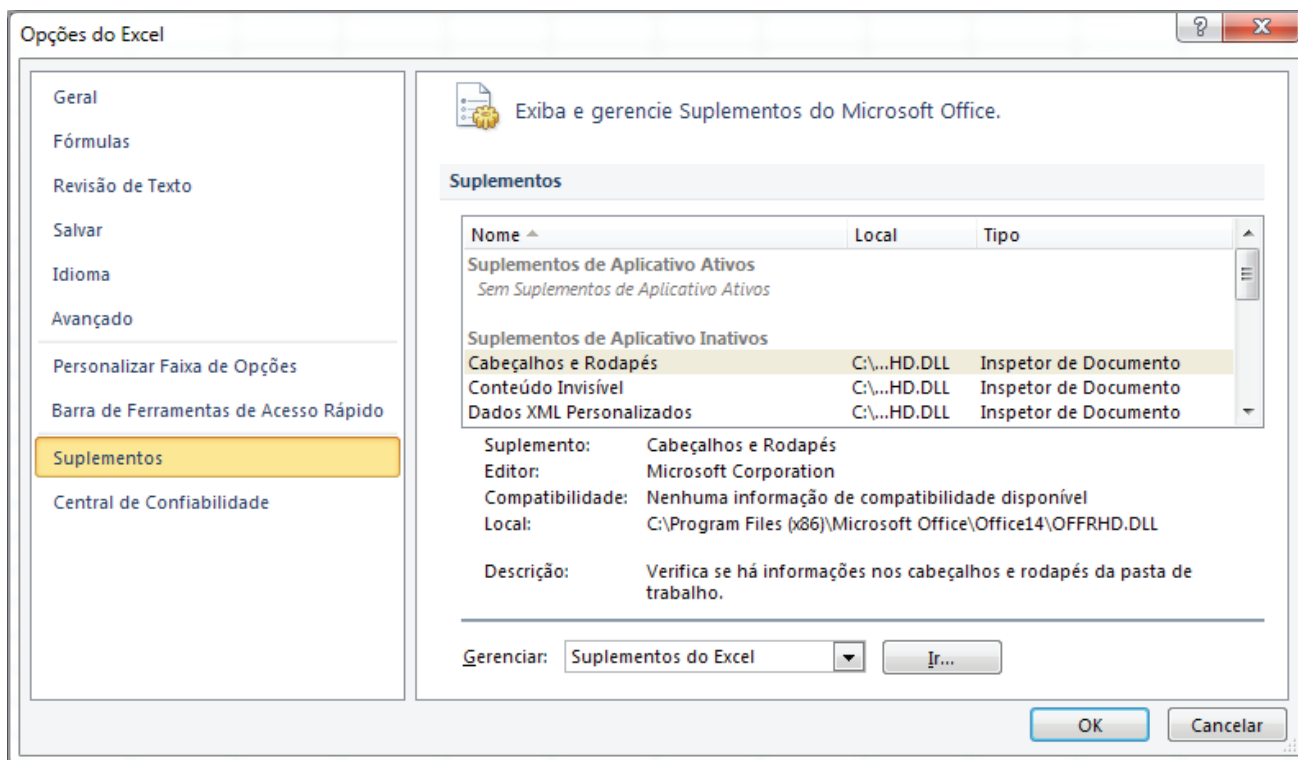 Opções do Excel
Geral
Fórmulas
Revisão de Texto
Salvar
Idioma
Avançado
Personalizar Faixa de Opções
Barra de Ferramentas de Acesso Rápido
Suplementos
Central de Confiabilidade
Exiba e gerencie Suplementos do Microsoft Office.
Suplementos
Nome Local Tipo
Suplementos de Aplicativo Ativos
Sem Suplementos de Aplicativo Ativos
Suplementos de Aplicativo Inativos
Cabeçalhos e Rodapés C:\...HD.DLL Inspetor de Documento
Conteúdo Invisível C:\...HD.DLL Inspetor de Documento
Dados XML Personalizados C:\...HD.DLL Inspetor de Documento
Suplemento: Cabeçalhos e Rodapés
Editor: Microsoft Corporation
Compatibilidade: Nenhuma informação de compatibilidade disponível
Local: C:\Program Files (x86)\Microsoft Office\Office14\OFFRHD.DLL
Descrição: Verifica se há informações nos cabeçalhos e rodapés da pasta de
trabalho.
Gerenciar: Suplementos do Excel Ir...
OK Cancelar